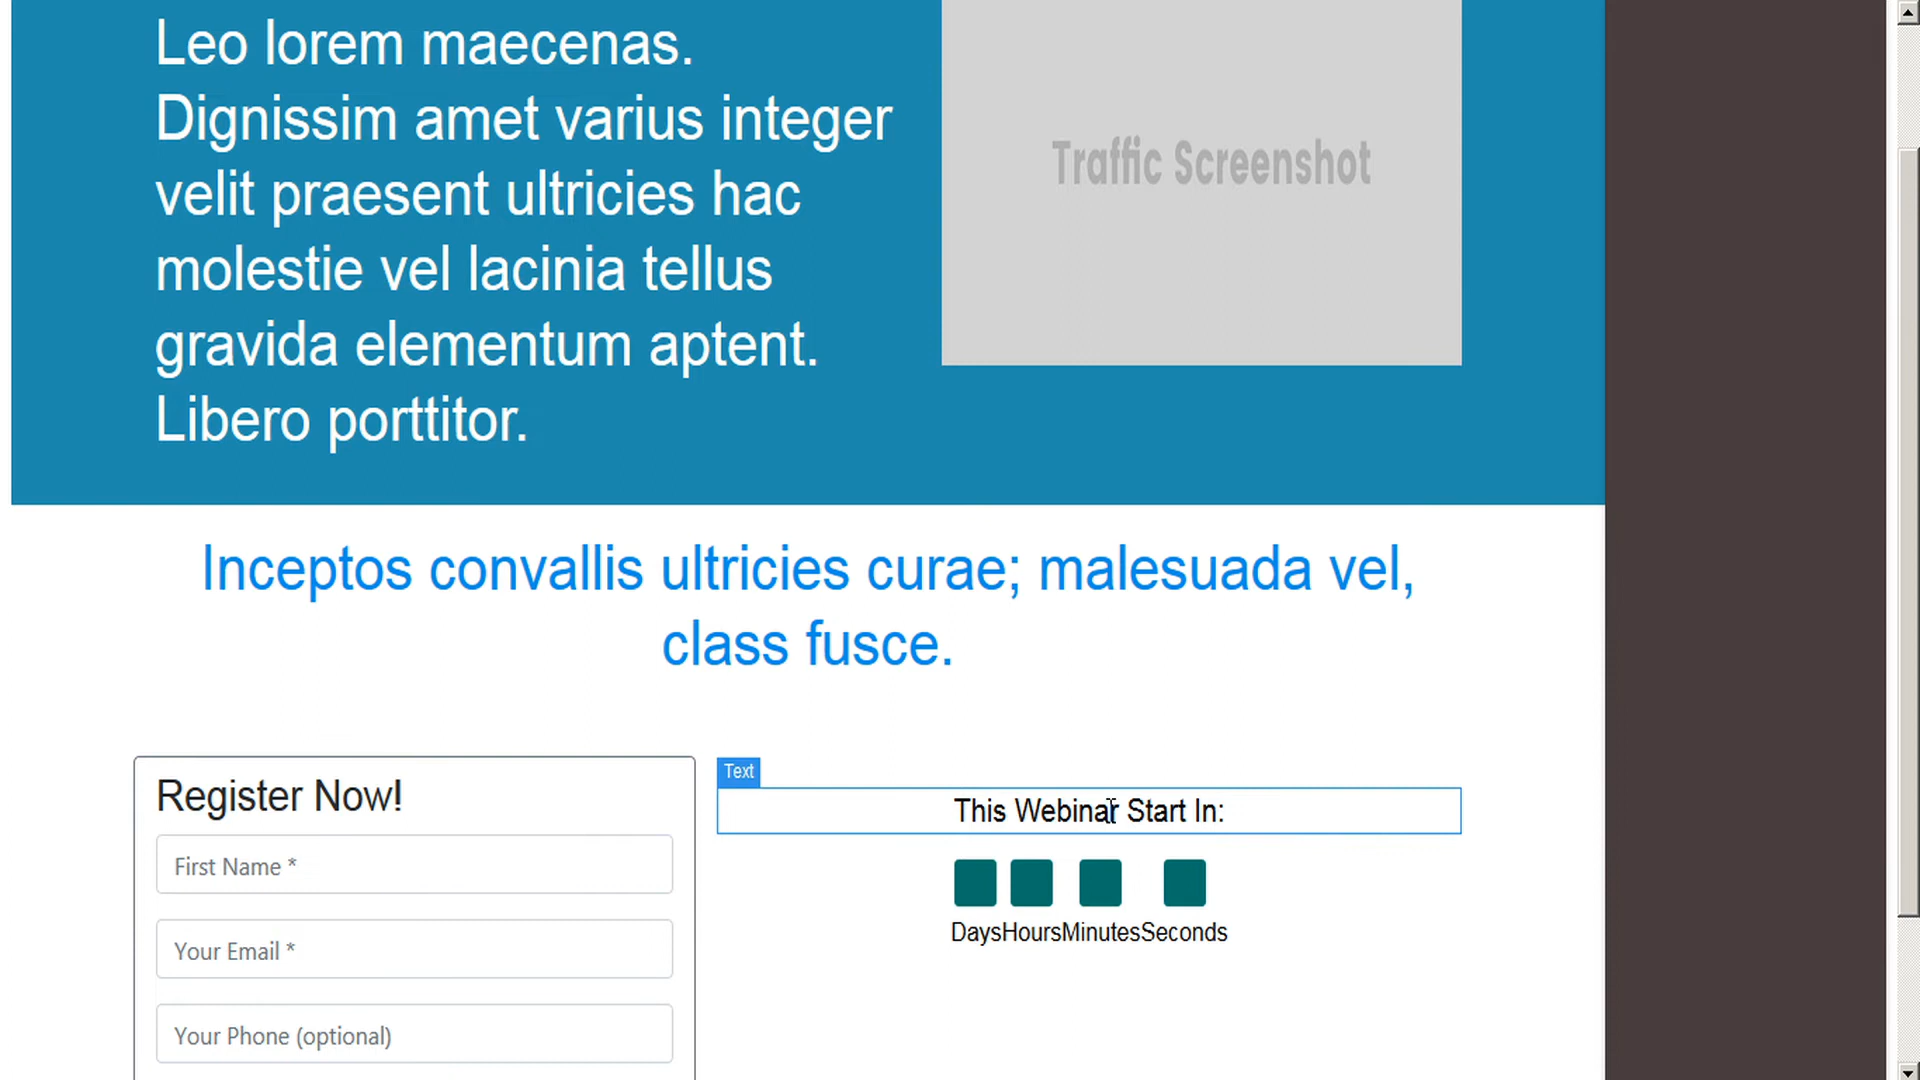 Leo lorem maecenas.
Dignissim amet varius integer
velit praesent ultricies hac
molestie vel lacinia tellus
gravida elementum aptent.
Libero porttitor.
Traffic Screenshot
Inceptos convallis ultricies curae; malesuada vel,
class fusce.
Register Now!
First Name *
Your Email *
Your Phone (optional)
Text
This Webinar Start In:
DaysHoursMinutesSeconds